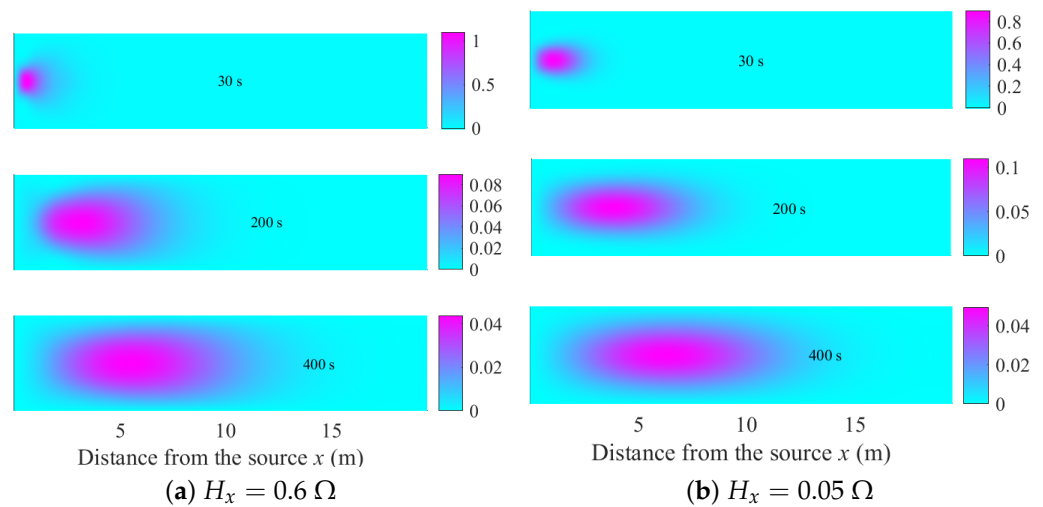 1
0.5
0
30 s
0.08
0.06
0.04
0.02
0
200 s
0.04
0.02
0
400 s
5 10 15
Distance from the source x (m)
(a) Hₓ = 0.6 Ω
0.8
0.6
0.4
0.2
0
30 s
0.1
0.05
0
200 s
0.04
0.02
0
400 s
5 10 15
Distance from the source x (m)
(b) Hₓ = 0.05 Ω